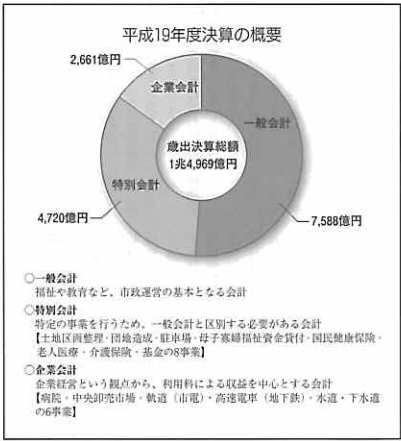 平成19年度決算の概要
2,661億円
企業会計
一般会計
歳出決算総額
1兆4,969億円
特別会計
4,720億円
7,588億円
○一般会計
福祉や教育など、市政運営の基本となる会計
○特別会計
特定の事業を行うため、一般会計と区別する必要がある会計
【土地区画整理・団地造成・駐車場・母子寡婦福祉資金貸付・国民健康保険・
老人医療・介護保険・基金の8事業】
○企業会計
企業経営という観点から、利用料による収益を中心とする会計
【病院・中央卸売市場・軌道（市電）・高速電車（地下鉄）・水道・下水道
の6事業】